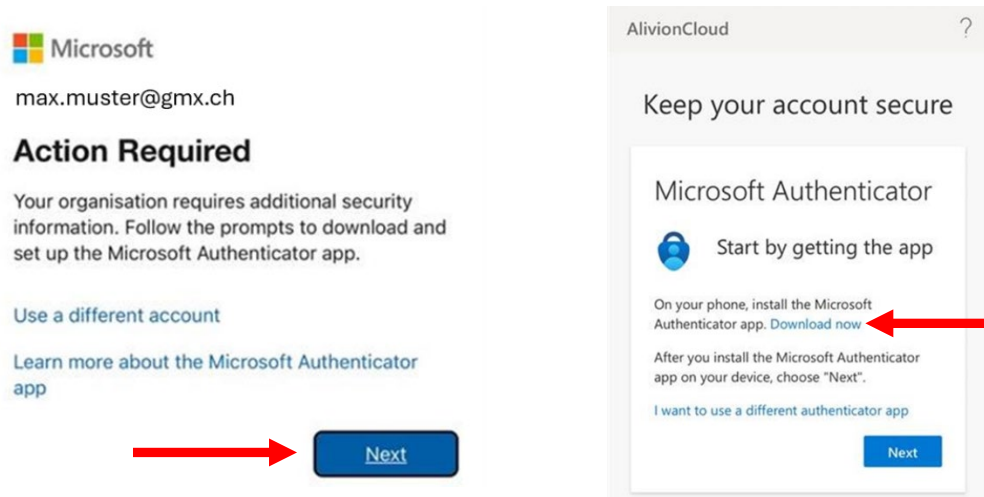 Microsoft
max.muster@gmx.ch
Action Required
Your organisation requires additional security
information. Follow the prompts to download and
set up the Microsoft Authenticator app.
Use a different account
Learn more about the Microsoft Authenticator
app
Next
AlivionCloud ?
Keep your account secure
Microsoft Authenticator
Start by getting the app
On your phone, install the Microsoft
Authenticator app. Download now
After you install the Microsoft Authenticator
app on your device, choose "Next".
I want to use a different authenticator app
Next